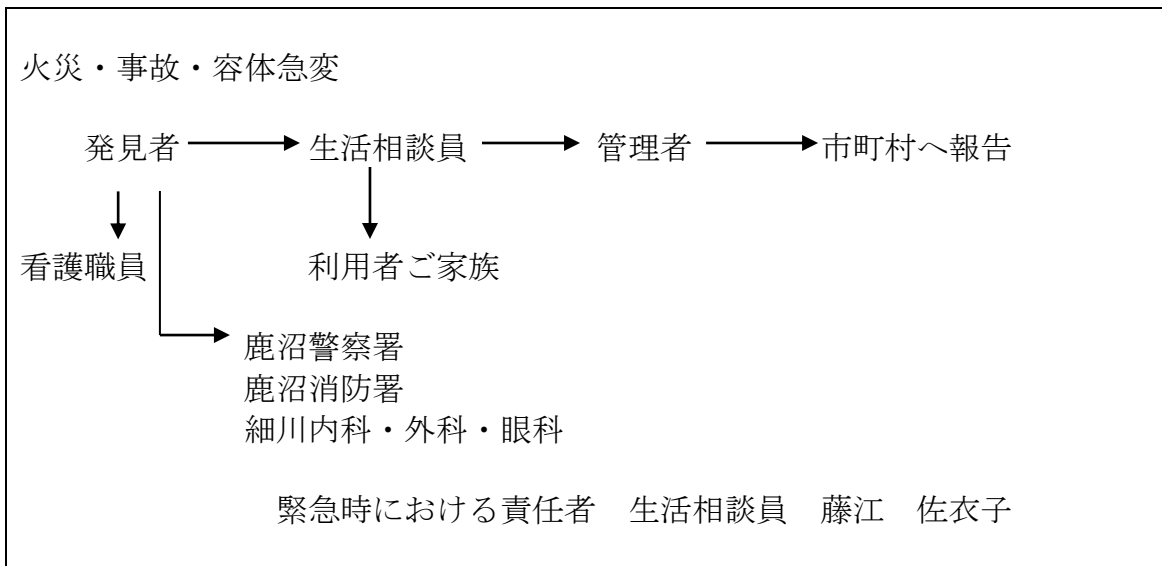 火災・事故・容体急変
発見者 生活相談員 管理者 市町村へ報告
看護職員 利用者ご家族
鹿沼警察署
鹿沼消防署
細川内科・外科・眼科
緊急時における責任者 生活相談員 藤江 佐衣子